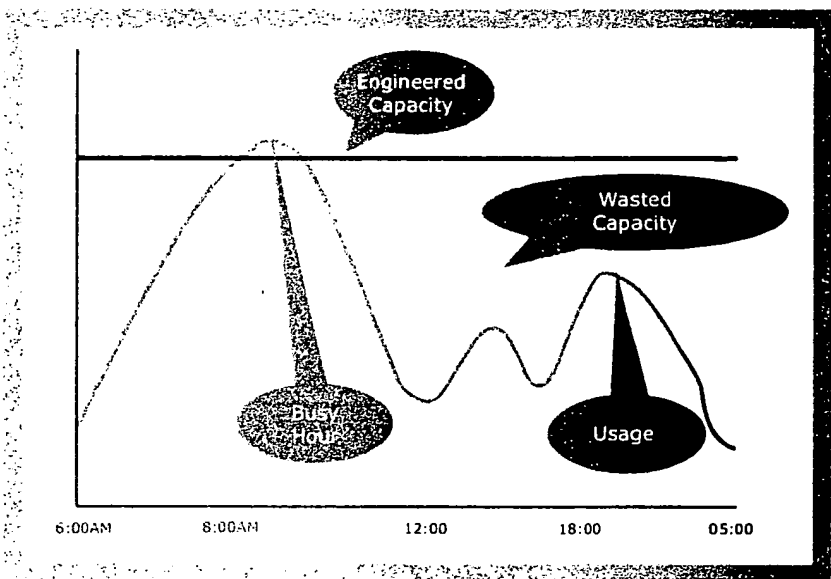 Engineered
Capacity
Wasted
Capacity
Busy
Hour
Usage
6:00AM
8:00AM
12:00
18:00
05:00